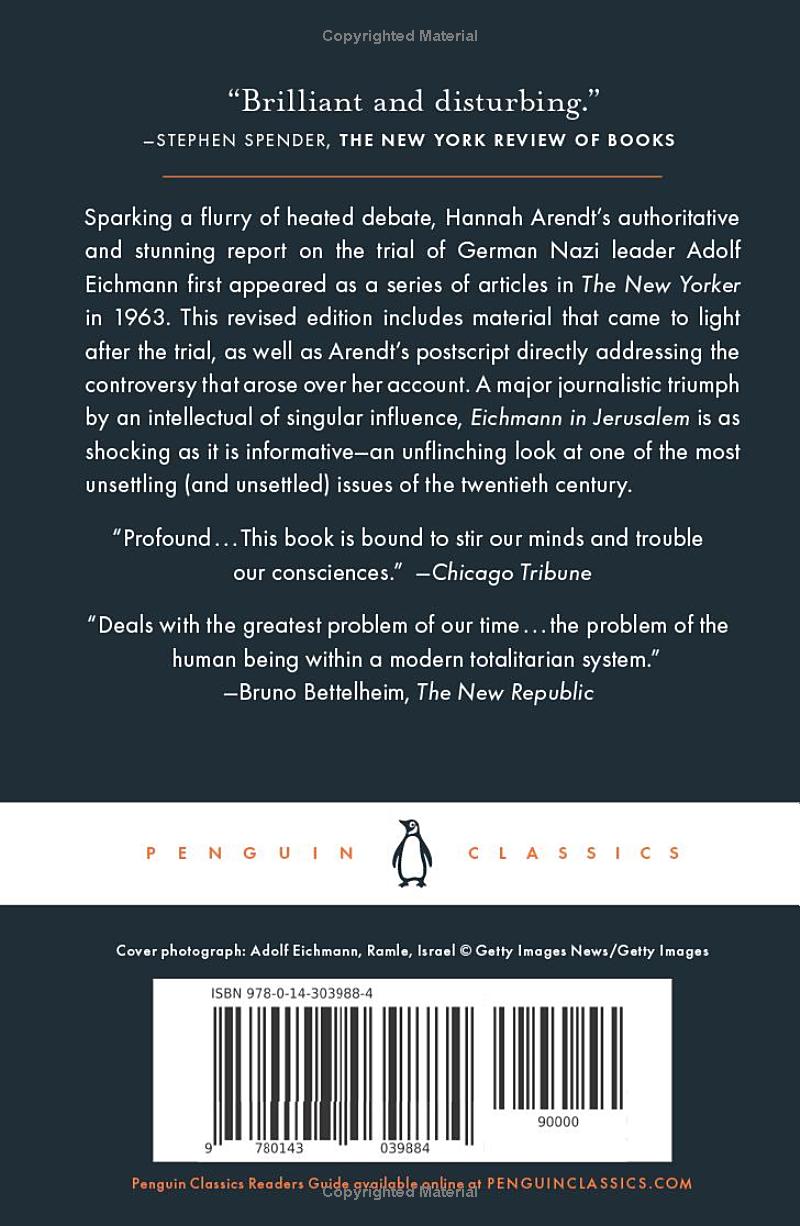 Copyrighted Material
“Brilliant and disturbing.”
—STEPHEN SPENDER, THE NEW YORK REVIEW OF BOOKS
Sparking a flurry of heated debate, Hannah Arendt’s authoritative
and stunning report on the trial of German Nazi leader Adolf
Eichmann first appeared as a series of articles in The New Yorker
in 1963. This revised edition includes material that came to light
after the trial, as well as Arendt’s postscript directly addressing the
controversy that arose over her account. A major journalistic triumph
by an intellectual of singular influence, Eichmann in Jerusalem is as
shocking as it is informative—an unflinching look at one of the most
unsettling (and unsettled) issues of the twentieth century.
“Profound...This book is bound to stir our minds and trouble
our consciences.” —Chicago Tribune
“Deals with the greatest problem of our time...the problem of the
human being within a modern totalitarian system.”
—Bruno Bettelheim, The New Republic
PENGUIN CLASSICS
Cover photograph: Adolf Eichmann, Ramle, Israel © Getty Images News/Getty Images
ISBN 978-0-14-303988-4
90000
9 780143 039884
Penguin Classics Readers Guide available online at PENGUINCLASSICS.COM
Copyrighted Material